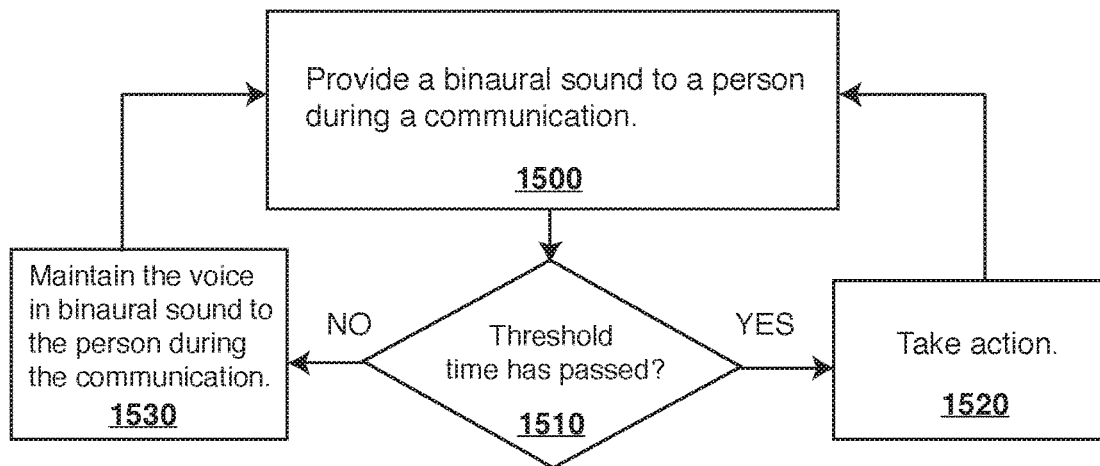 Provide a binaural sound to a person
during a communication.
1500
Maintain the voice
in binaural sound to
the person during
the communication.
1530
NO
Threshold
time has passed?
1510
YES
Take action.
1520